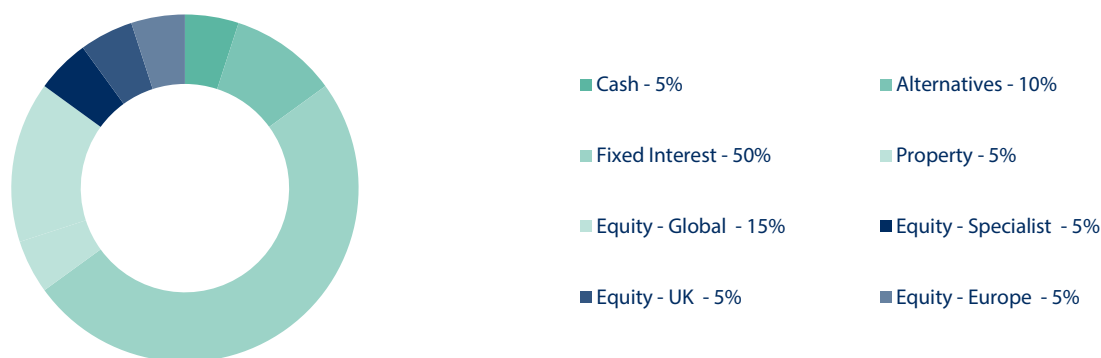 Cash - 5%
Alternatives - 10%
Fixed Interest - 50%
Property - 5%
Equity - Global - 15%
Equity - Specialist - 5%
Equity - UK - 5%
Equity - Europe - 5%